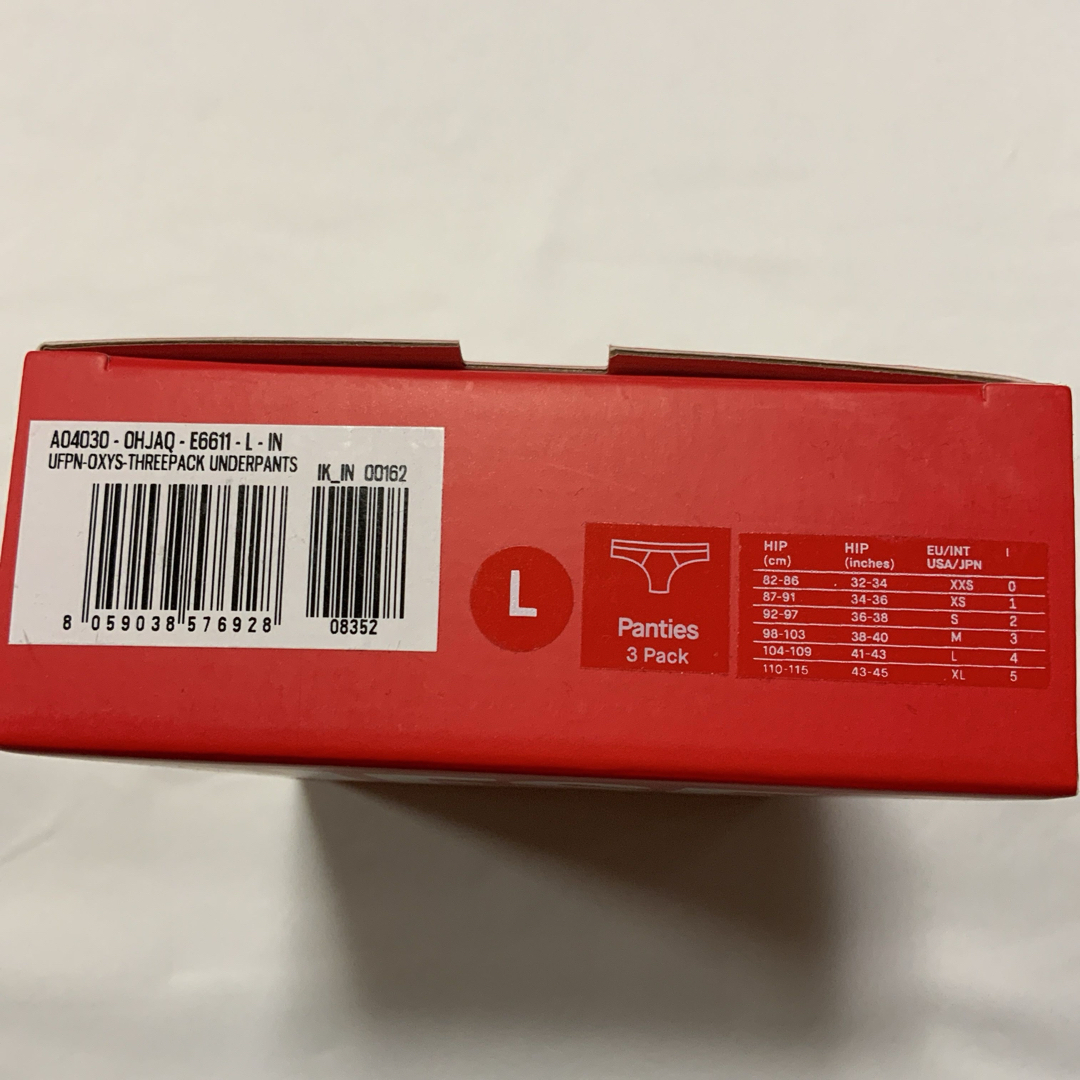 A04030 - 0HJAQ - E6611 - L - IN
UFPN-OXYS-THREEPACK UNDERPANTS
IK_IN 00162
8 059038 576928
08352
L
Panties
3 Pack
HIP (cm) HIP (inches) EU/INT USA/JPN I
82-86 32-34 XXS 0
87-91 34-36 XS 1
92-97 36-38 S 2
98-103 38-40 M 3
104-109 41-43 L 4
110-115 43-45 XL 5